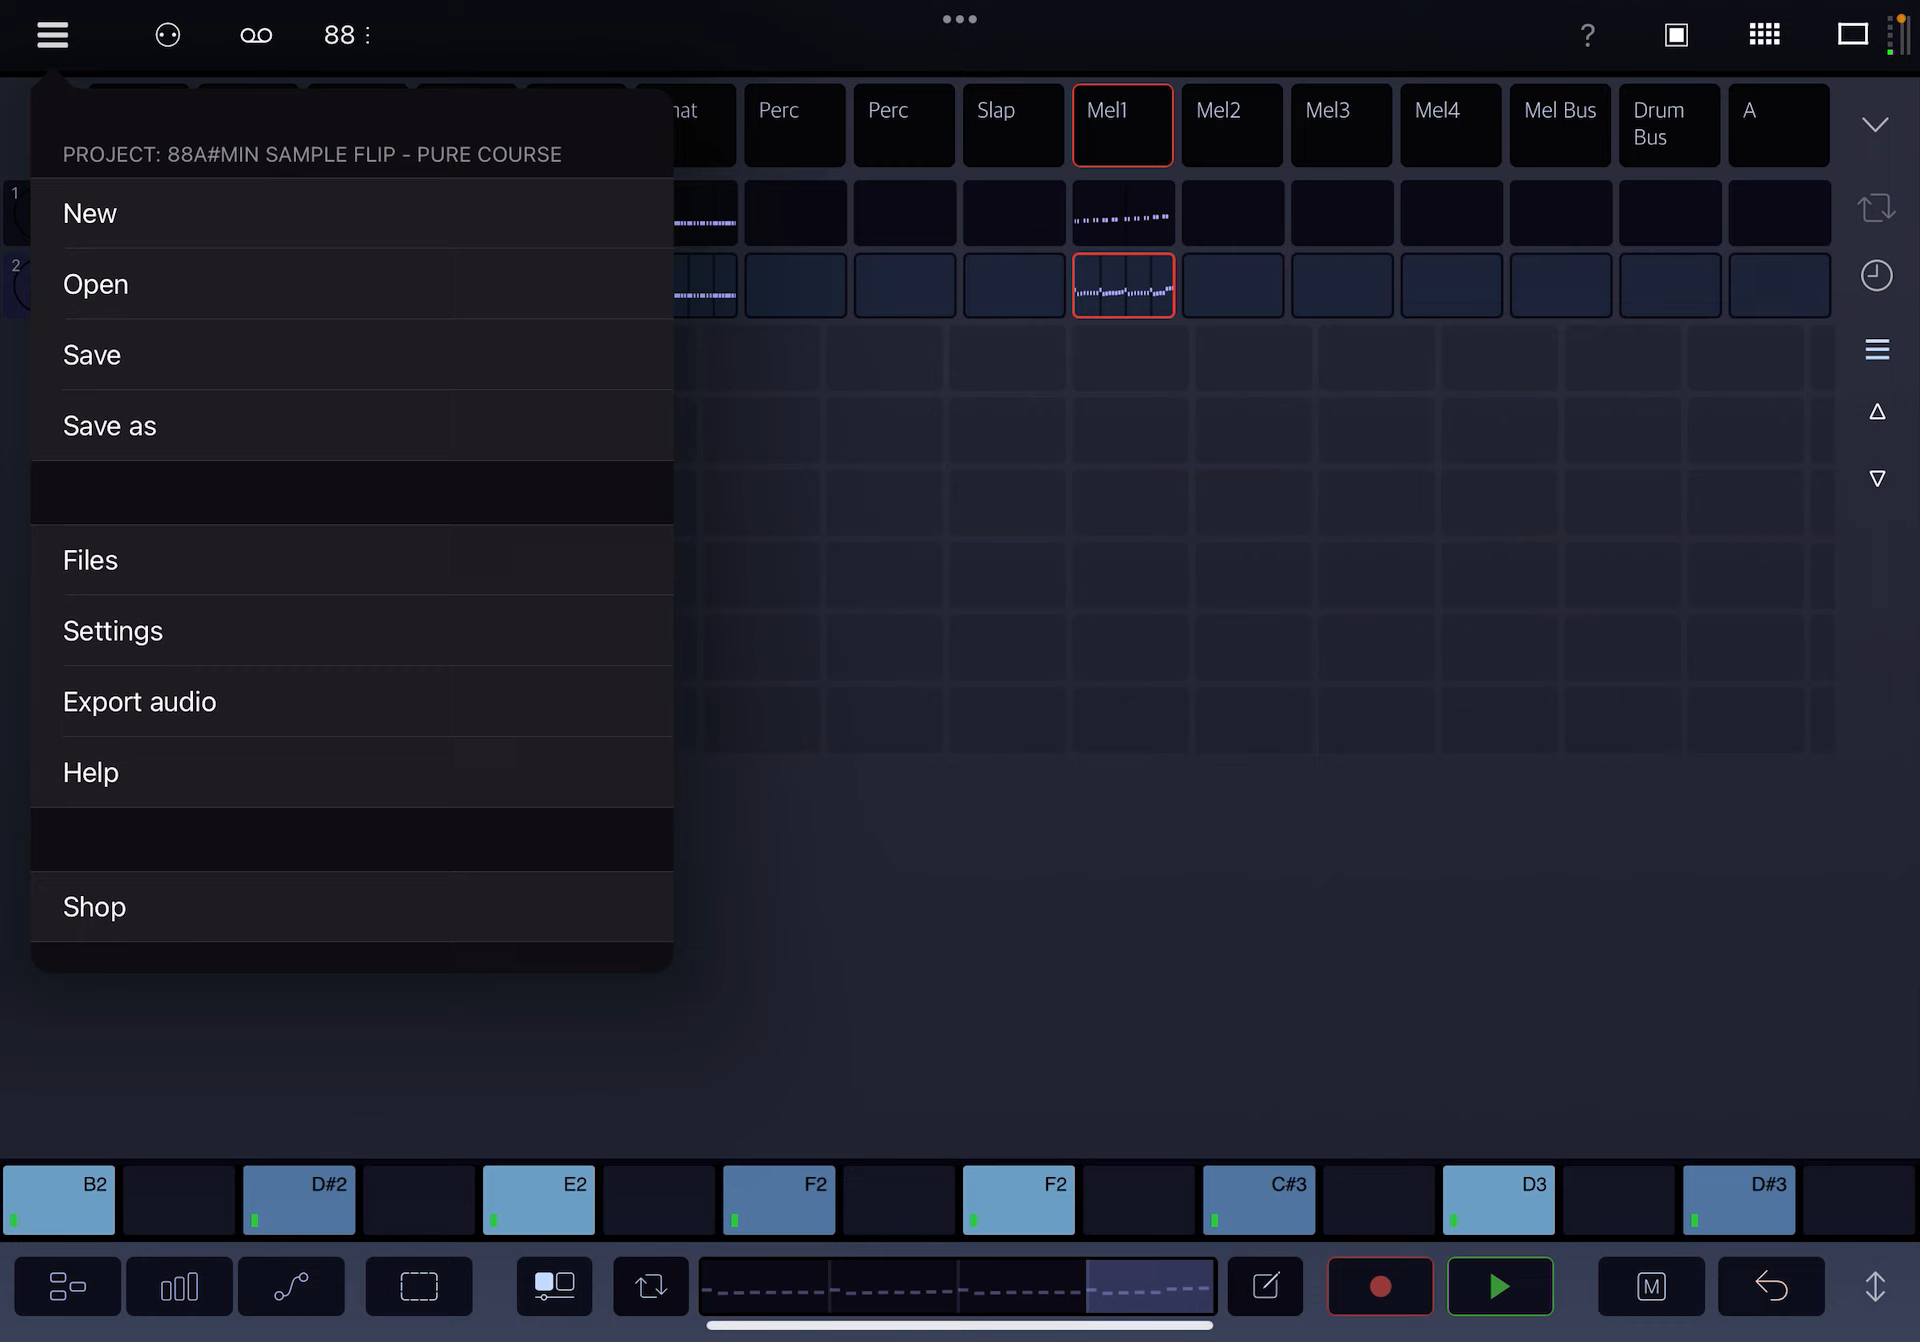 88
?
PROJECT: 88A#MIN SAMPLE FLIP - PURE COURSE
New
Open
Save
Save as
Files
Settings
Export audio
Help
Shop
nat
Perc
Perc
Slap
Mel1
Mel2
Mel3
Mel4
Mel Bus
Drum
Bus
A
1
2
B2
D#2
E2
F2
F2
C#3
D3
D#3
M